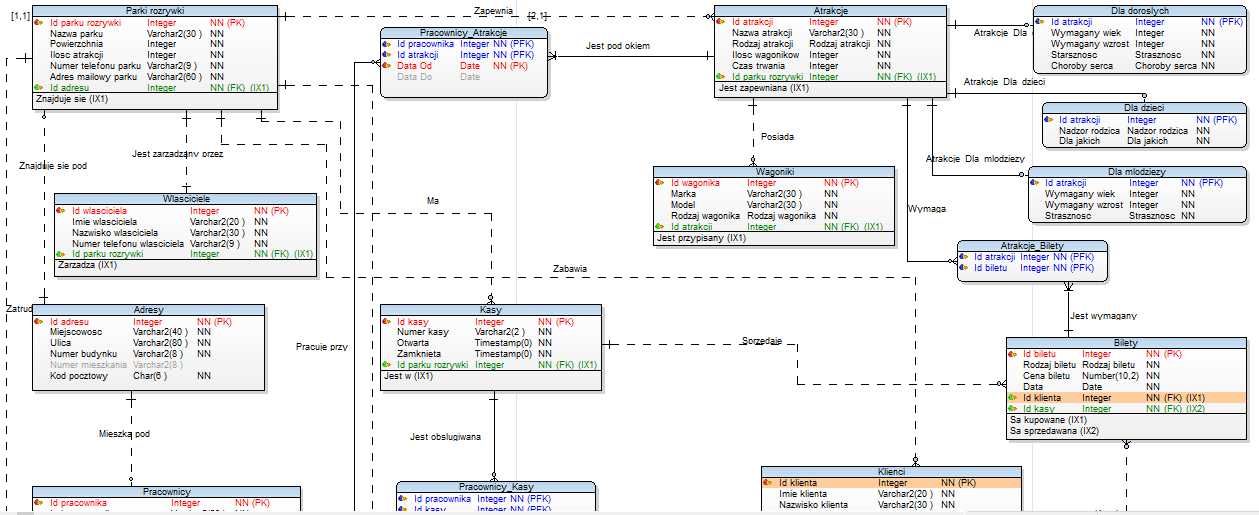 [1,1]
Parki rozrywki
Id parku rozrywki Integer NN (PK)
Nazwa parku Varchar2(30 ) NN
Powierzchnia Integer NN
Ilosc atrakcji Integer NN
Numer telefonu parku Varchar2(9 ) NN
Adres mailowy parku Varchar2(60 ) NN
Id adresu Integer NN (FK) (IX1)
Znajduje sie (IX1)
Zapewnia
[2,1]
Pracownicy_Atrakcje
Id pracownika Integer NN (PFK)
Id atrakcji Integer NN (PFK)
Data Od Date NN (PK)
Data Do Date
Jest pod okiem
Atrakcje
Id atrakcji Integer NN (PK)
Nazwa atrakcji Varchar2(30 ) NN
Rodzaj atrakcji Rodzaj atrakcji NN
Ilosc wagonikow Integer NN
Czas trwania Integer NN
Id parku rozrywki Integer NN (FK) (IX1)
Jest zapewniana (IX1)
Atrakcje Dla
Dla doroslych
Id atrakcji Integer NN (PFK)
Wymagany wiek Integer NN
Wymagany wzrost Integer NN
Starsznosc Strasznosc NN
Choroby serca Choroby serca NN
Atrakcje Dla dzieci
Dla dzieci
Id atrakcji Integer NN (PFK)
Nadzor rodzica Nadzor rodzica NN
Dla jakich Dla jakich NN
Posiada
Atrakcje Dla mlodziezy
Dla mlodziezy
Id atrakcji Integer NN (PFK)
Wymagany wiek Integer NN
Wymagany wzrost Integer NN
Strasznosc Strasznosc NN
Znajduje sie pod
Jest zarzadzany przez
Wlasciciele
Id wlasciciela Integer NN (PK)
Imie wlasciciela Varchar2(20 ) NN
Nazwisko wlasciciela Varchar2(30 ) NN
Numer telefonu wlasciciela Varchar2(9 ) NN
Id parku rozrywki Integer NN (FK) (IX1)
Zarzadza (IX1)
Ma
Wagoniki
Id wagonika Integer NN (PK)
Marka Varchar2(30 ) NN
Model Varchar2(30 ) NN
Rodzaj wagonika Rodzaj wagonika NN
Id atrakcji Integer NN (FK) (IX1)
Jest przypisany (IX1)
Wymaga
Atrakcje_Bilety
Id atrakcji Integer NN (PFK)
Id biletu Integer NN (PFK)
Zabawia
Zatrud
Adresy
Id adresu Integer NN (PK)
Miejscowosc Varchar2(40 ) NN
Ulica Varchar2(80 ) NN
Numer budynku Varchar2(8 ) NN
Numer mieszkania Varchar2(8 )
Kod pocztowy Char(6 ) NN
Pracuje przy
Kasy
Id kasy Integer NN (PK)
Numer kasy Varchar2(2 ) NN
Otwarta Timestamp(0) NN
Zamknieta Timestamp(0) NN
Id parku rozrywki Integer NN (FK) (IX1)
Jest w (IX1)
Sprzedaje
Jest wymagany
Bilety
Id biletu Integer NN (PK)
Rodzaj biletu Rodzaj biletu NN
Cena biletu Number(10,2) NN
Data Date NN
Id klienta Integer NN (FK) (IX1)
Id kasy Integer NN (FK) (IX2)
Sa kupowane (IX1)
Sa sprzedawana (IX2)
Mieszka pod
Jest obslugiwana
Pracownicy
Id pracownika Integer NN (PK)
Pracownicy_Kasy
Id pracownika Integer NN (PFK)
Id kasy Integer NN (PFK)
Klienci
Id klienta Integer NN (PK)
Imie klienta Varchar2(20 ) NN
Nazwisko klienta Varchar2(30 ) NN